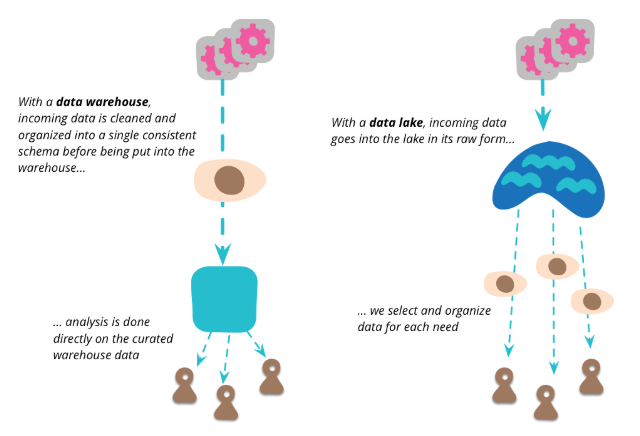 With a data warehouse,
incoming data is cleaned and
organized into a single consistent
schema before being put into the
warehouse...
... analysis is done
directly on the curated
warehouse data
With a data lake, incoming data
goes into the lake in its raw form...
... we select and organize
data for each need